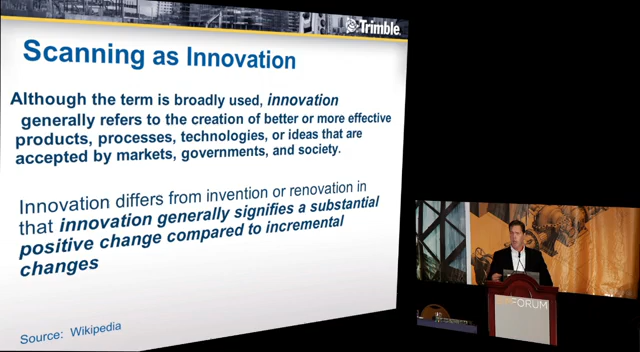 Trimble
Scanning as Innovation
Although the term is broadly used, innovation
generally refers to the creation of better or more effective
products, processes, technologies, or ideas that are
accepted by markets, governments, and society.
Innovation differs from invention or renovation in
that innovation generally signifies a substantial
positive change compared to incremental
changes
Source: Wikipedia
FORUM